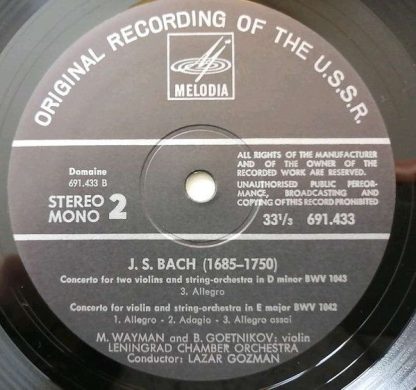 ORIGINAL RECORDING OF THE U.S.S.R.
MELODIA
Domaine
691.433 B
STEREO
MONO 2
ALL RIGHTS OF THE MANUFACTURER
AND OF THE OWNER OF THE
RECORDED WORK ARE RESERVED.
UNAUTHORISED PUBLIC PERFOR-
MANCE, BROADCASTING AND
COPYING OF THIS RECORD PROHIBITED
33 1/3 691.433
J. S. BACH (1685–1750)
Concerto for two violins and string-orchestra in D minor BWV 1043
3. Allegro
Concerto for violin and string-orchestra in E major BWV 1042
1. Allegro - 2. Adagio - 3. Allegro assai
M. WAYMAN and B. GOETNIKOV: violin
LENINGRAD CHAMBER ORCHESTRA
Conductor: LAZAR GOZMAN